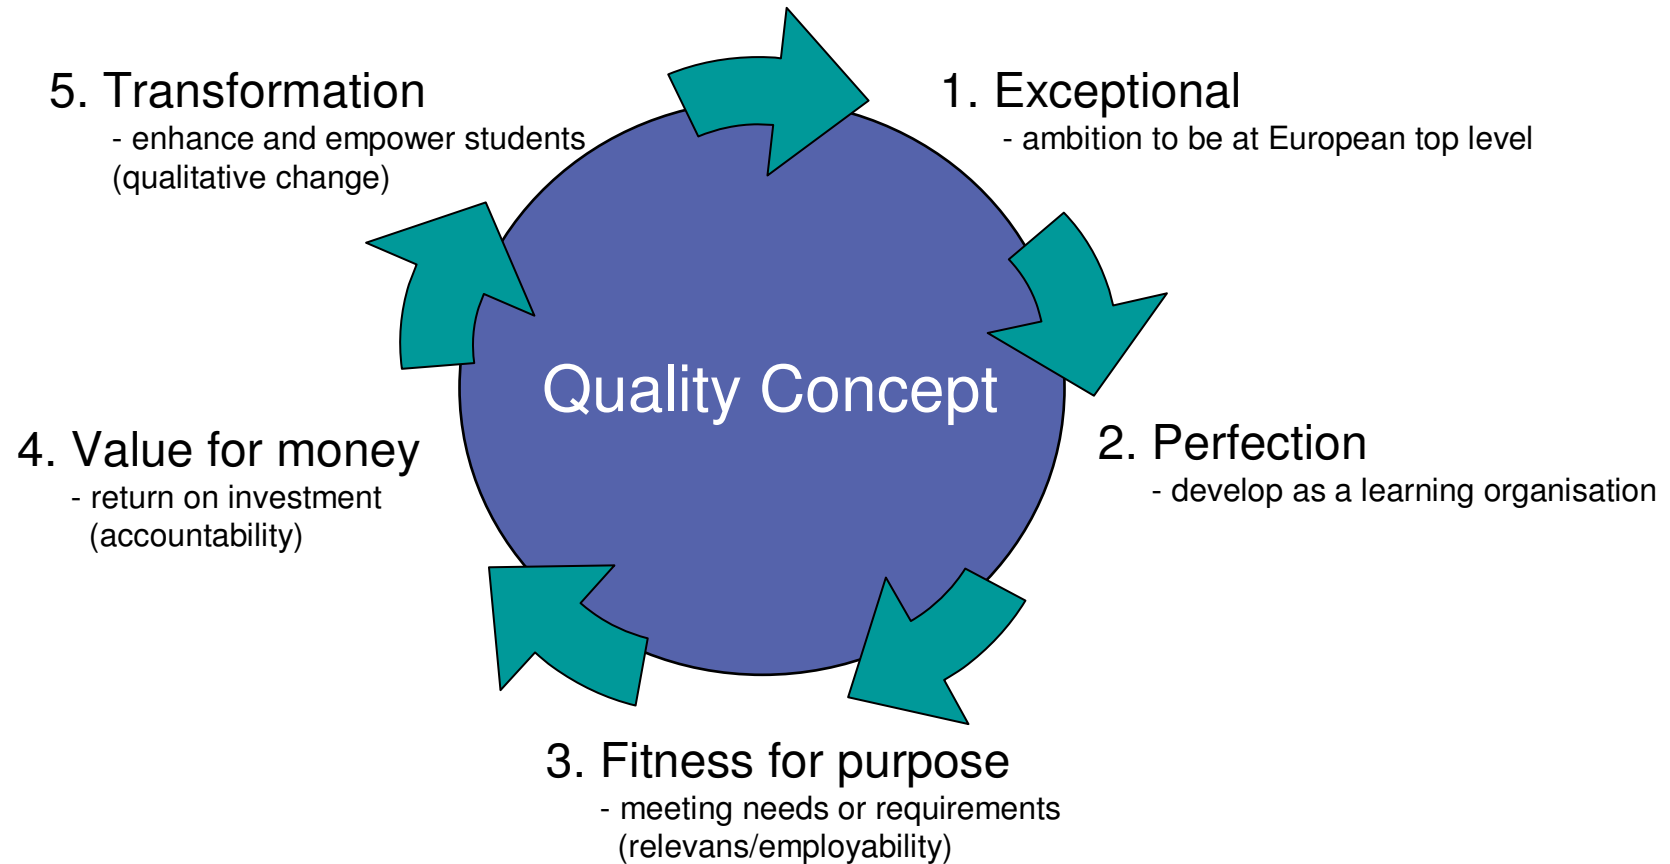 1. Exceptional
- ambition to be at European top level
2. Perfection
- develop as a learning organisation
3. Fitness for purpose
- meeting needs or requirements
(relevans/employability)
4. Value for money
- return on investment
(accountability)
5. Transformation
- enhance and empower students
(qualitative change)
Quality Concept